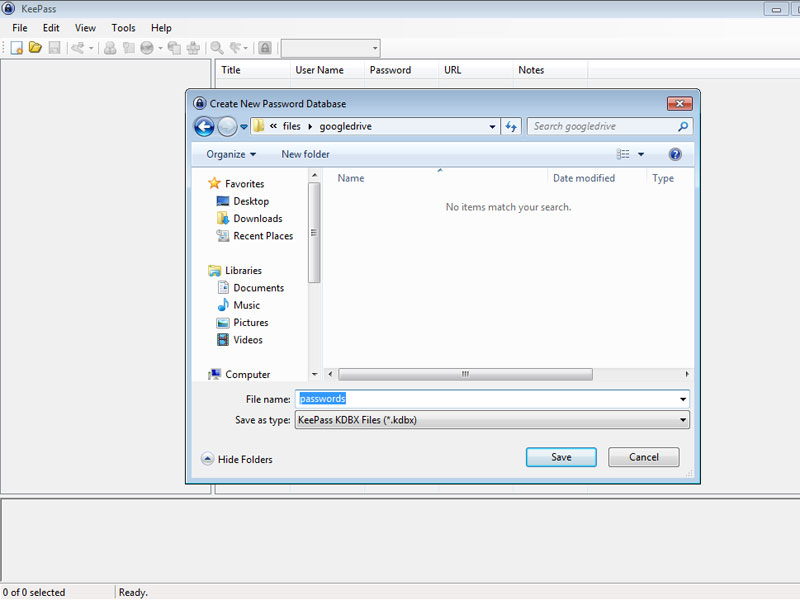 KeePass
File Edit View Tools Help
Title User Name Password URL Notes
Create New Password Database
« files googledrive Search googledrive
Organize New folder
Name Date modified Type
No items match your search.
Favorites
Desktop
Downloads
Recent Places
Libraries
Documents
Music
Pictures
Videos
Computer
File name: passwords
Save as type: KeePass KDBX Files (*.kdbx)
Hide Folders Save Cancel
0 of 0 selected Ready.